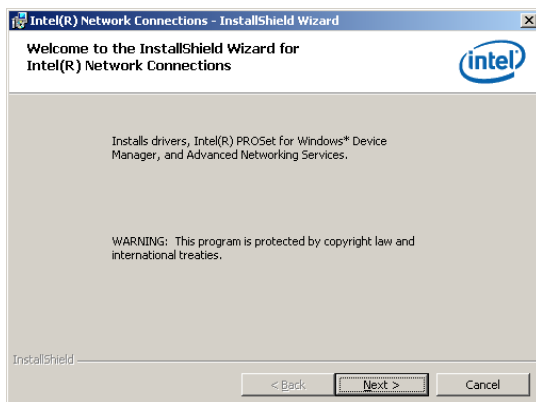 Intel(R) Network Connections - InstallShield Wizard
Welcome to the InstallShield Wizard for
Intel(R) Network Connections
intel
Installs drivers, Intel(R) PROSet for Windows* Device
Manager, and Advanced Networking Services.
WARNING: This program is protected by copyright law and
international treaties.
InstallShield
< Back
Next >
Cancel